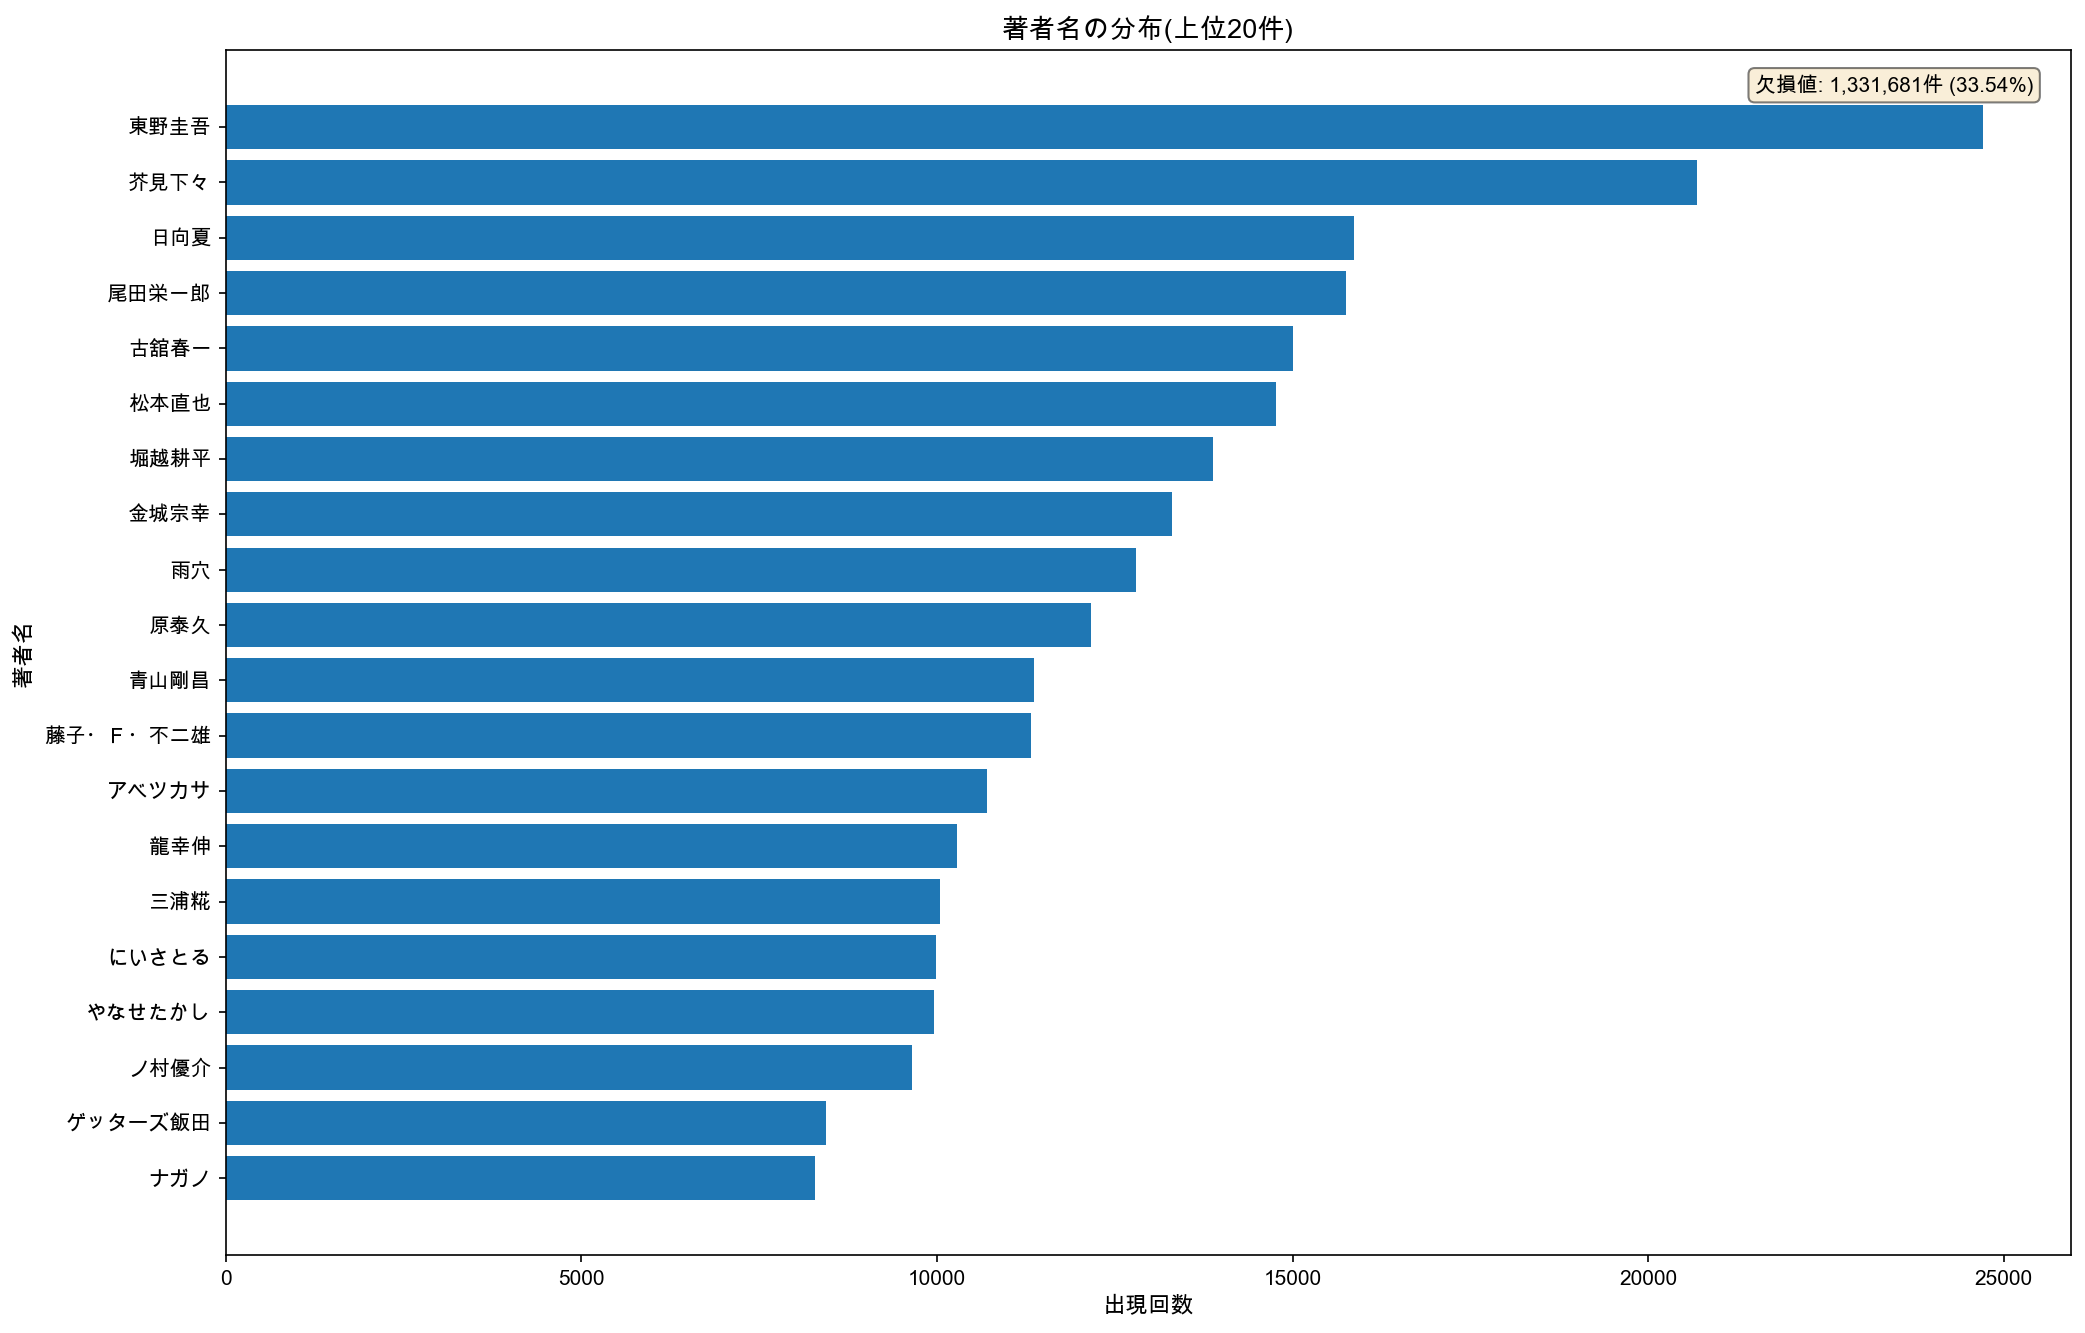 著者名の分布(上位20件)
欠損値: 1,331,681件 (33.54%)
著者名
東野圭吾
芥見下々
日向夏
尾田栄一郎
古舘春一
松本直也
堀越耕平
金城宗幸
雨穴
原泰久
青山剛昌
藤子・F・不二雄
アベツカサ
龍幸伸
三浦糀
にいさとる
やなせたかし
ノ村優介
ゲッターズ飯田
ナガノ
0 5000 10000 15000 20000 25000
出現回数